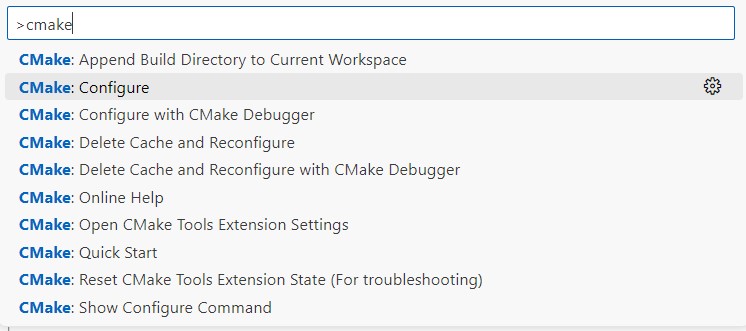 >cmake
CMake: Append Build Directory to Current Workspace
CMake: Configure
CMake: Configure with CMake Debugger
CMake: Delete Cache and Reconfigure
CMake: Delete Cache and Reconfigure with CMake Debugger
CMake: Online Help
CMake: Open CMake Tools Extension Settings
CMake: Quick Start
CMake: Reset CMake Tools Extension State (For troubleshooting)
CMake: Show Configure Command